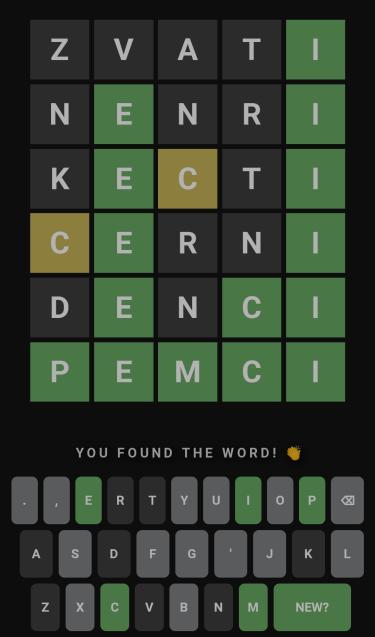 Z V A T I
N E N R I
K E C T I
C E R N I
D E N C I
P E M C I
YOU FOUND THE WORD! 👏
. , E R T Y U I O P ⌫
A S D F G ' J K L
Z X C V B N M NEW?